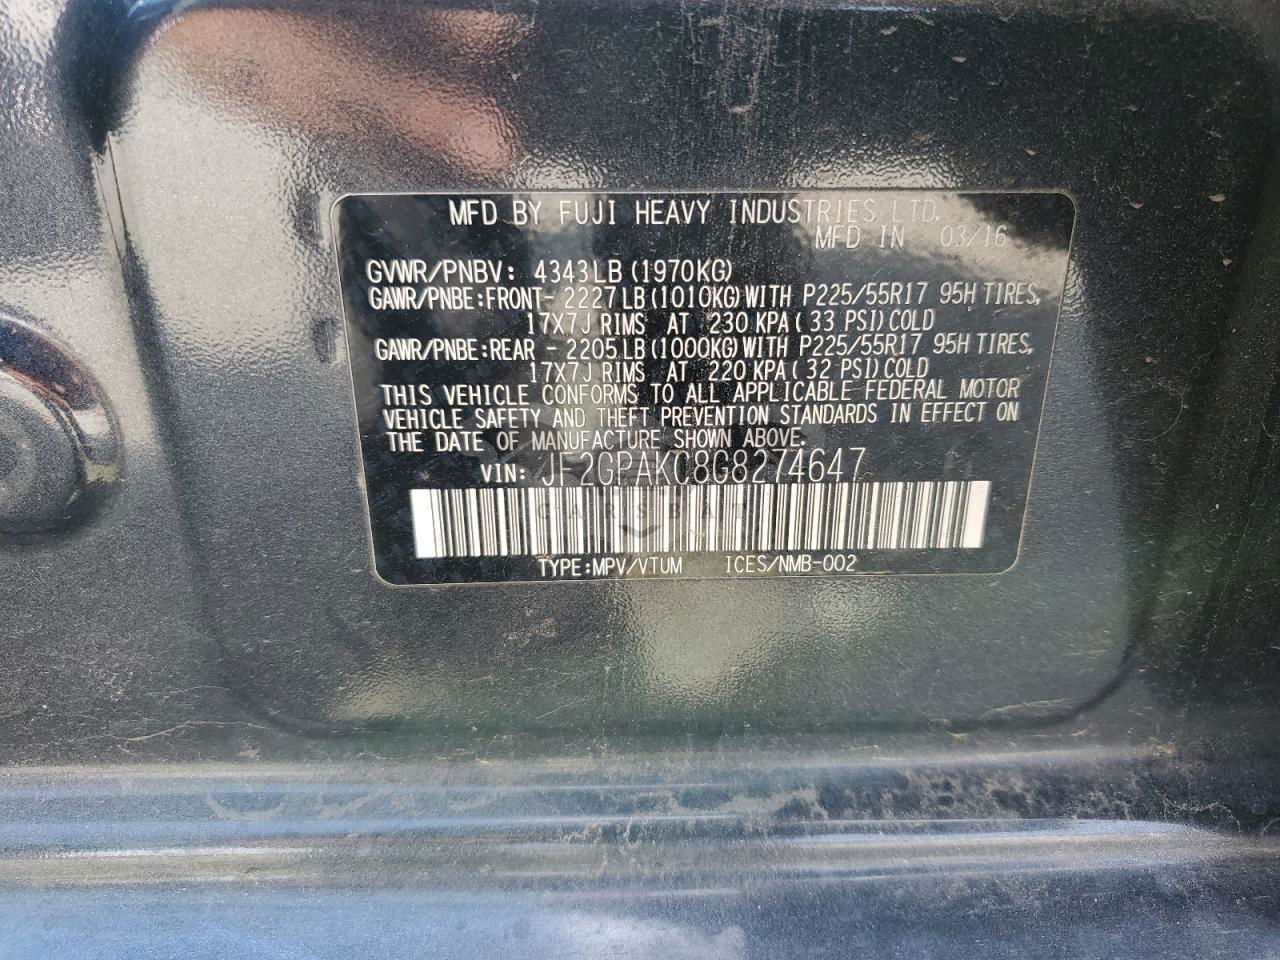 MFD BY FUJI HEAVY INDUSTRIES LTD.
MFD IN 03/16
GVWR/PNBV: 4343LB(1970KG)
GAWR/PNBE:FRONT- 2227LB(1010KG)WITH P225/55R17 95H TIRES,
17X7J RIMS AT 230 KPA(33 PSI)COLD
GAWR/PNBE:REAR - 2205LB(1000KG)WITH P225/55R17 95H TIRES,
17X7J RIMS AT 220 KPA(32 PSI)COLD
THIS VEHICLE CONFORMS TO ALL APPLICABLE FEDERAL MOTOR
VEHICLE SAFETY AND THEFT PREVENTION STANDARDS IN EFFECT ON
THE DATE OF MANUFACTURE SHOWN ABOVE.
VIN: JF2GPAKC8G8274647
TYPE:MPV/VTUM ICES/NMB-002